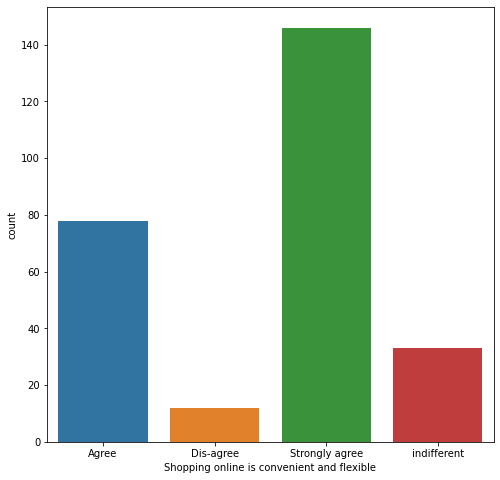 140
120
100
80
60
40
20
0
count
Agree
Dis-agree
Strongly agree
indifferent
Shopping online is convenient and flexible